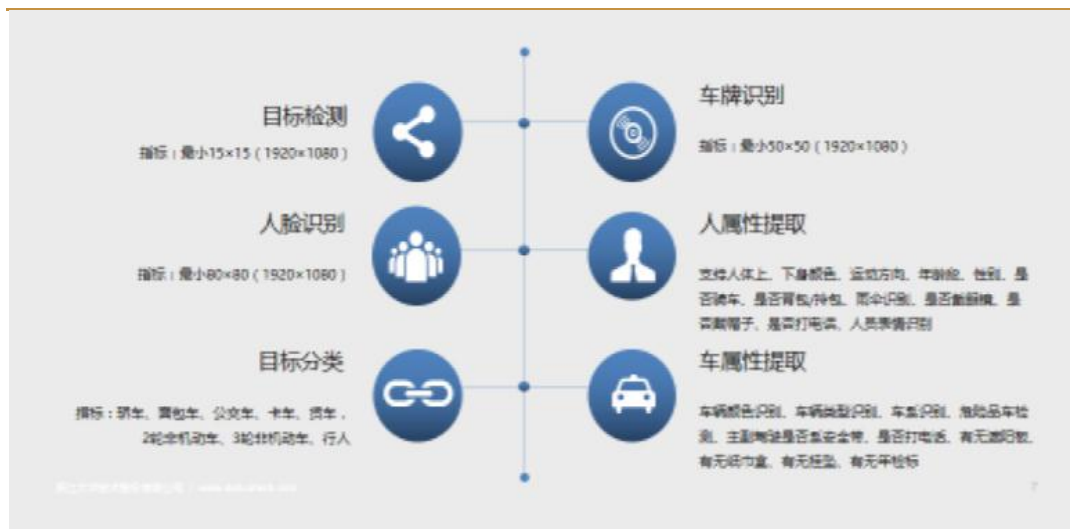 目标检测
指标：最小15×15（1920×1080）
车牌识别
指标：最小50×50（1920×1080）
人脸识别
指标：最小80×80（1920×1080）
人属性提取
支持人体上、下身颜色、运动方向、年龄段、性别、是
否骑车、是否背包/持包、雨伞识别、是否戴眼镜、是
否戴帽子、是否打电话、人员表情识别
目标分类
指标：轿车、面包车、公交车、卡车、货车，
2轮非机动车、3轮非机动车、行人
车属性提取
车辆颜色识别、车辆类型识别、车型识别、危险品车检
测、主副驾驶是否系安全带、是否打电话、有无遮阳板、
有无纸巾盒、有无挂坠、有无年检标
7